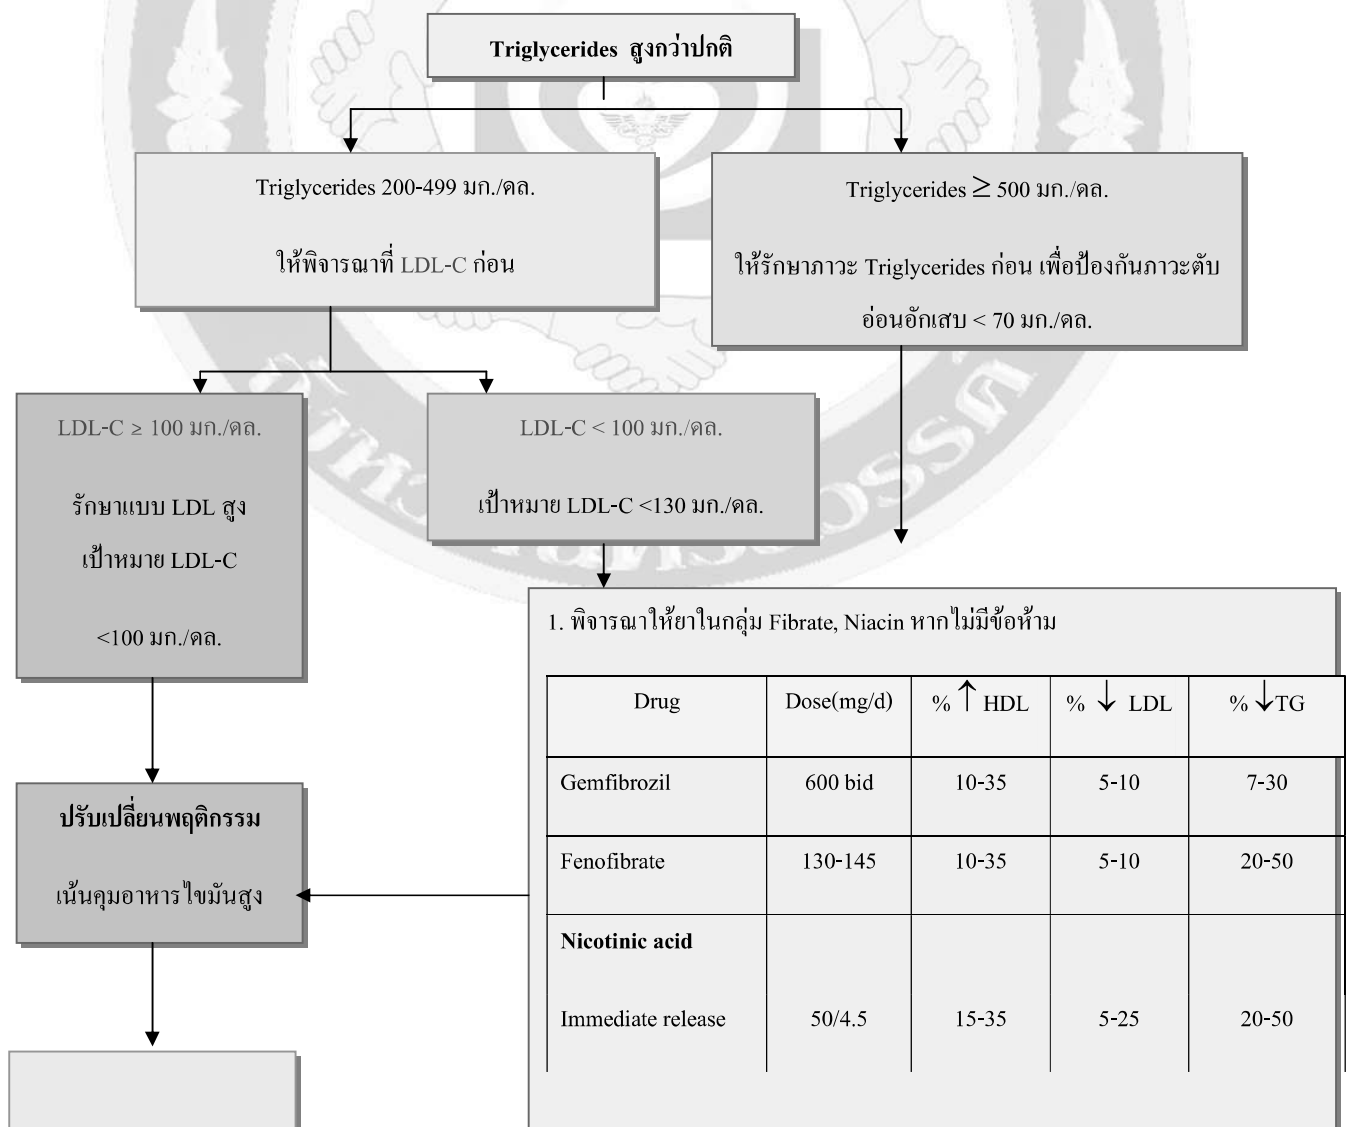 Triglycerides สูงกว่าปกติ
Triglycerides 200-499 มก./ดล.
ให้พิจารณาที่ LDL-C ก่อน
Triglycerides ≥ 500 มก./ดล.
ให้รักษาภาวะ Triglycerides ก่อน เพื่อป้องกันภาวะตับ
อ่อนอักเสบ < 70 มก./ดล.
LDL-C ≥ 100 มก./ดล.
รักษาแบบ LDL สูง
เป้าหมาย LDL-C
<100 มก./ดล.
LDL-C < 100 มก./ดล.
เป้าหมาย LDL-C <130 มก./ดล.
ปรับเปลี่ยนพฤติกรรม
เน้นคุมอาหารไขมันสูง
1. พิจารณาให้ยาในกลุ่ม Fibrate, Niacin หากไม่มีข้อห้าม
Drug Dose(mg/d) % ↑ HDL % ↓ LDL % ↓TG
Gemfibrozil 600 bid 10-35 5-10 7-30
Fenofibrate 130-145 10-35 5-10 20-50
Nicotinic acid
Immediate release 50/4.5 15-35 5-25 20-50